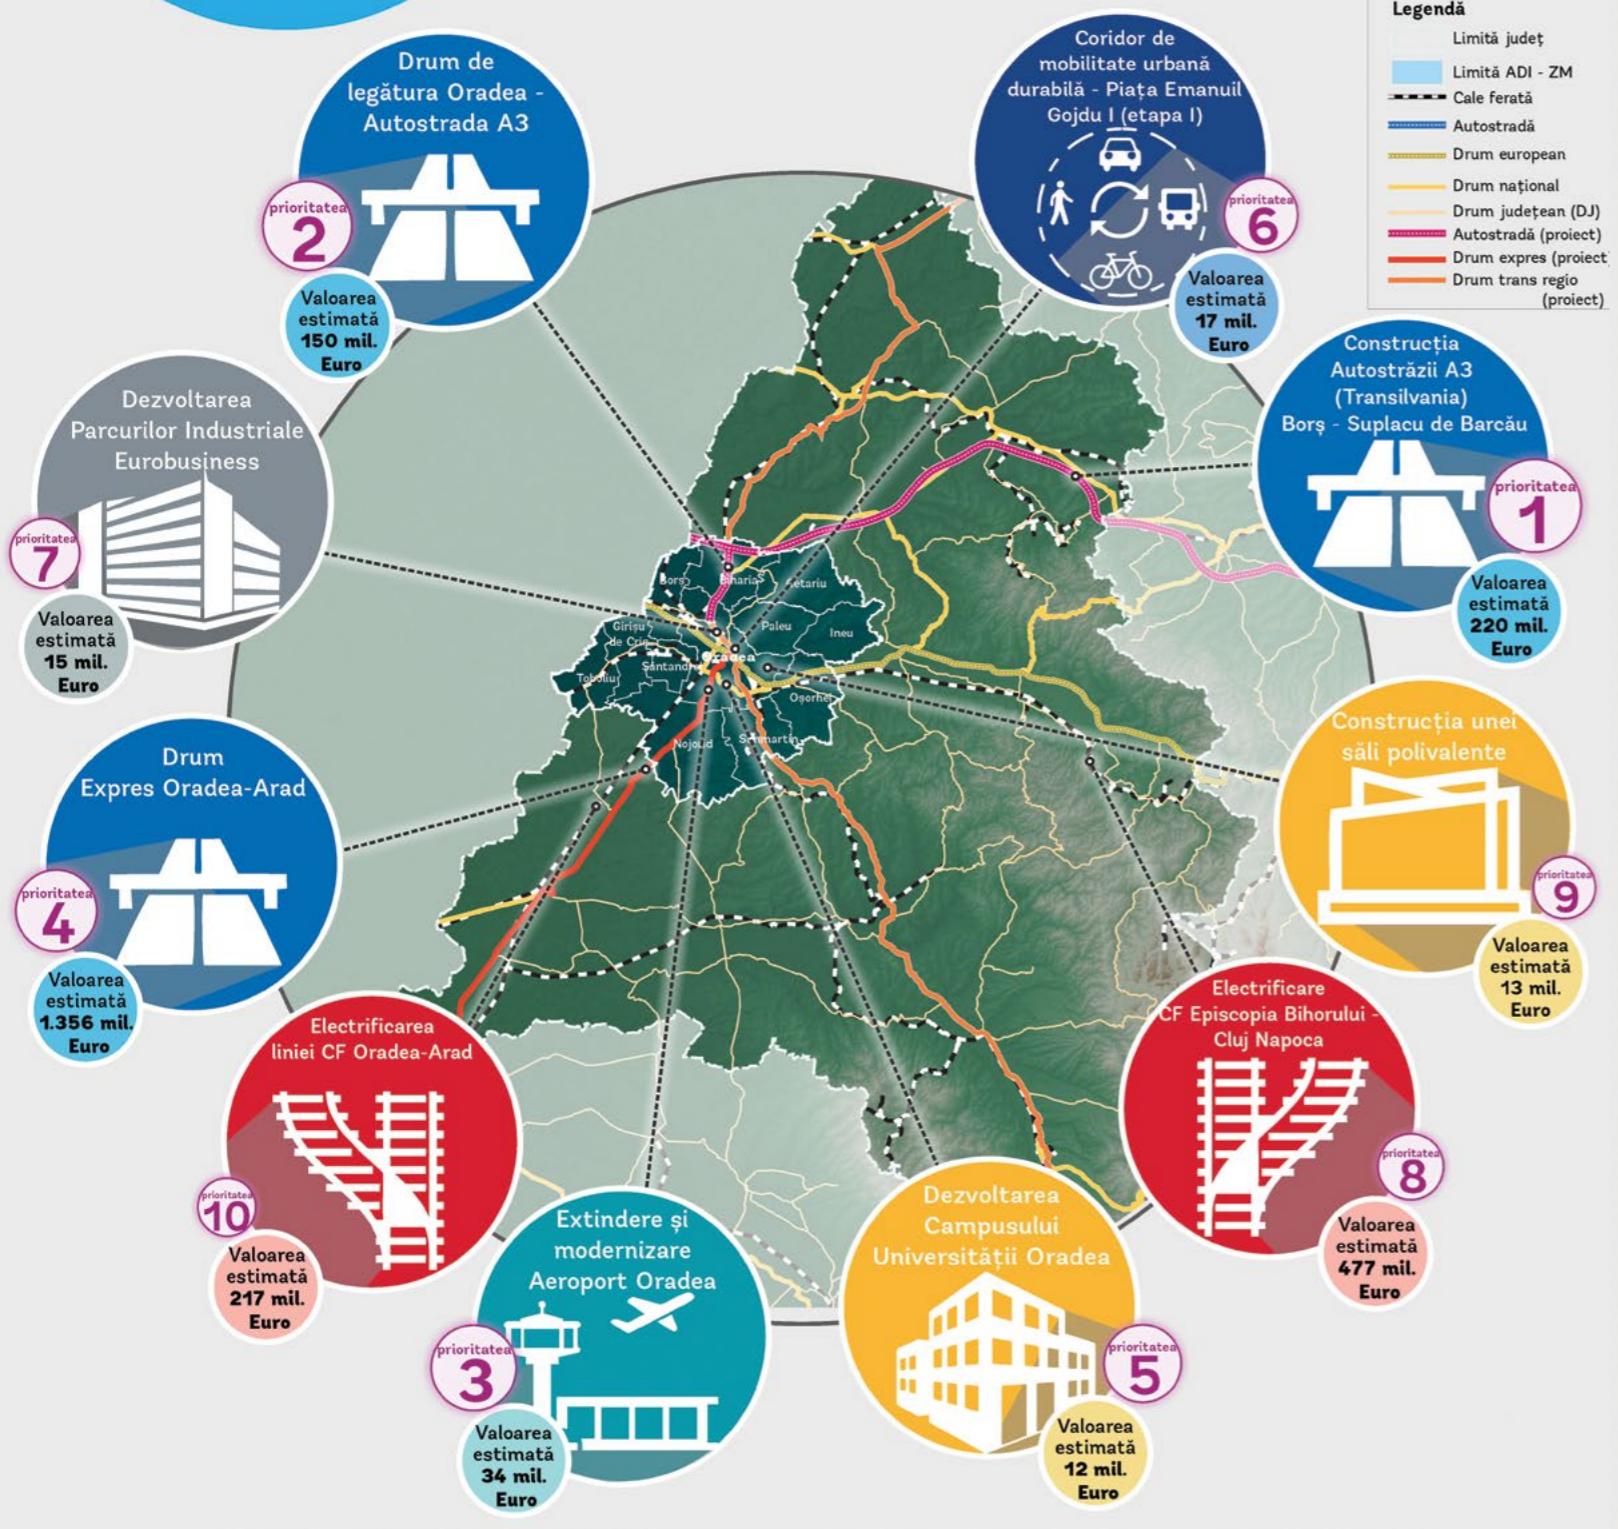 Legendă
Limită județ
Limită ADI - ZM
Cale ferată
Autostradă
Drum european
Drum național
Drum județean (DJ)
Autostradă (proiect)
Drum expres (proiect
Drum trans regio
(proiect)
Drum de
legătura Oradea -
Autostrada A3
prioritatea
2
Valoarea
estimată
150 mil.
Euro
Coridor de
mobilitate urbană
durabilă - Piața Emanuil
Gojdu I (etapa I)
prioritatea
6
Valoarea
estimată
17 mil.
Euro
Construcția
Autostrăzii A3
(Transilvania)
Borș - Suplacu de Barcău
prioritatea
1
Valoarea
estimată
220 mil.
Euro
Dezvoltarea
Parcurilor Industriale
Eurobusiness
prioritatea
7
Valoarea
estimată
15 mil.
Euro
Borș
Biharia
Cetariu
Girișu
de Criș
Paleu
Ineu
Oradea
Sântandrei
Toboliu
Oșorhei
Nojorid
Sânmartin
Construcția unei
săli polivalente
prioritatea
9
Valoarea
estimată
13 mil.
Euro
Drum
Expres Oradea-Arad
prioritatea
4
Valoarea
estimată
1.356 mil.
Euro
Electrificarea
liniei CF Oradea-Arad
prioritatea
10
Valoarea
estimată
217 mil.
Euro
Electrificare
CF Episcopia Bihorului -
Cluj Napoca
prioritatea
8
Valoarea
estimată
477 mil.
Euro
Extindere și
modernizare
Aeroport Oradea
prioritatea
3
Valoarea
estimată
34 mil.
Euro
Dezvoltarea
Campusului
Universității Oradea
prioritatea
5
Valoarea
estimată
12 mil.
Euro